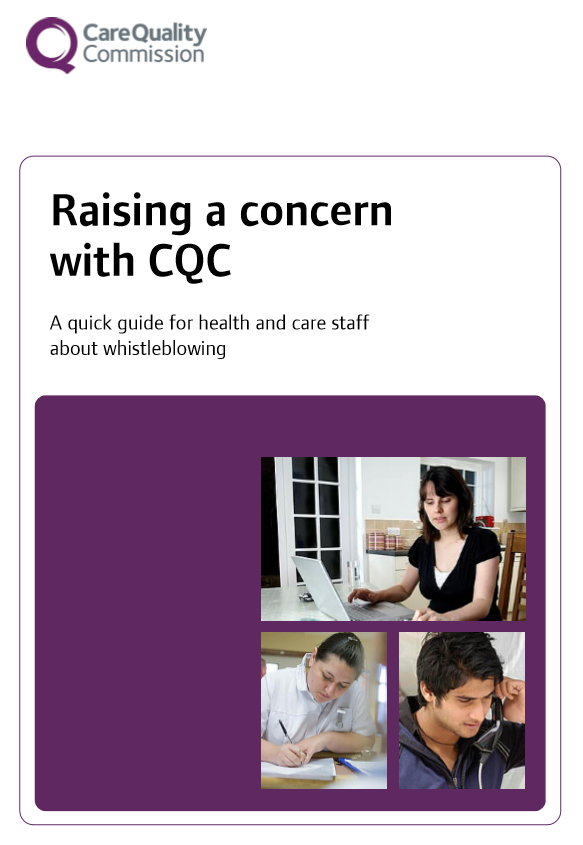 CareQuality
Commission
Raising a concern
with CQC
A quick guide for health and care staff
about whistleblowing